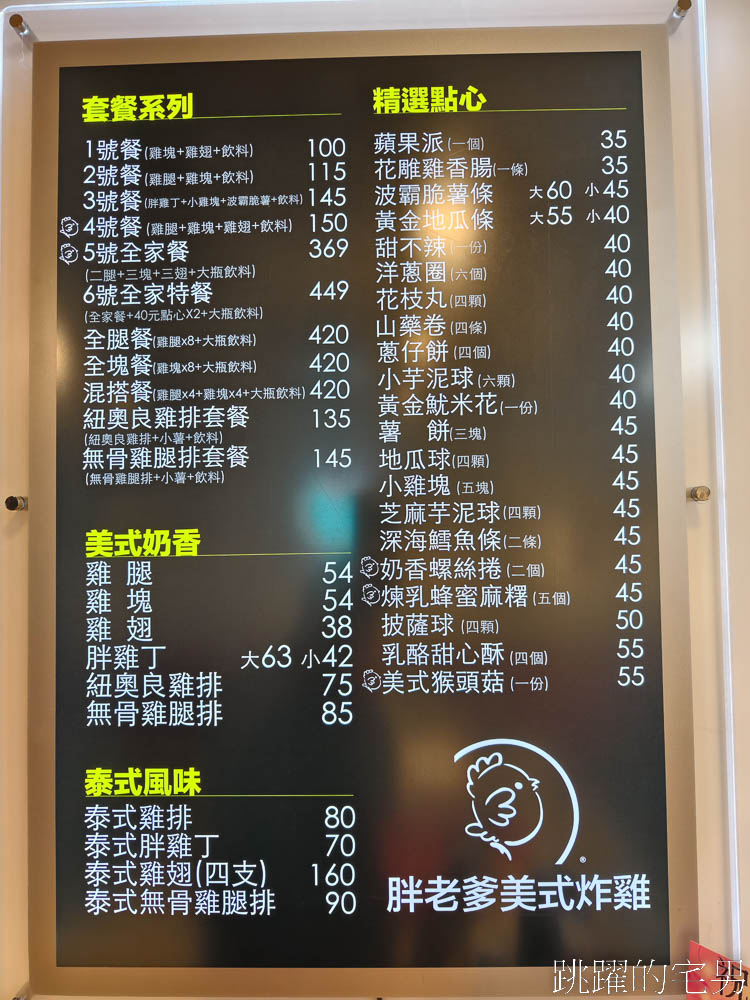 套餐系列
1號餐(雞塊+雞翅+飲料) 100
2號餐(雞腿+雞塊+飲料) 115
3號餐(胖雞丁+小雞塊+波霸脆薯+飲料) 145
4號餐(雞腿+雞塊+雞翅+飲料) 150
5號全家餐 369
(二腿+三塊+三翅+大瓶飲料)
6號全家特餐 449
(全家餐+40元點心X2+大瓶飲料)
全腿餐(雞腿x8+大瓶飲料) 420
全塊餐(雞塊x8+大瓶飲料) 420
混搭餐(雞腿x4+雞塊x4+大瓶飲料) 420
紐奧良雞排套餐 135
(紐奧良雞排+小薯+飲料)
無骨雞腿排套餐 145
(無骨雞腿排+小薯+飲料)
美式奶香
雞 腿 54
雞 塊 54
雞 翅 38
胖雞丁 大63 小42
紐奧良雞排 75
無骨雞腿排 85
泰式風味
泰式雞排 80
泰式胖雞丁 70
泰式雞翅(四支) 160
泰式無骨雞腿排 90
精選點心
蘋果派(一個) 35
花雕雞香腸(一條) 35
波霸脆薯條 大60 小45
黃金地瓜條 大55 小40
甜不辣(一份) 40
洋蔥圈(六個) 40
花枝丸(四顆) 40
山藥卷(四條) 40
蔥仔餅(四個) 40
小芋泥球(六顆) 40
黃金魷米花(一份) 40
薯 餅(三塊) 45
地瓜球(四顆) 45
小雞塊(五塊) 45
芝麻芋泥球(四顆) 45
深海鱈魚條(二條) 45
奶香螺絲捲(二個) 45
煉乳蜂蜜麻糬(五個) 45
披薩球(四顆) 50
乳酪甜心酥(四個) 55
美式猴頭菇(一份) 55
®
胖老爹美式炸雞
跳躍的宅男